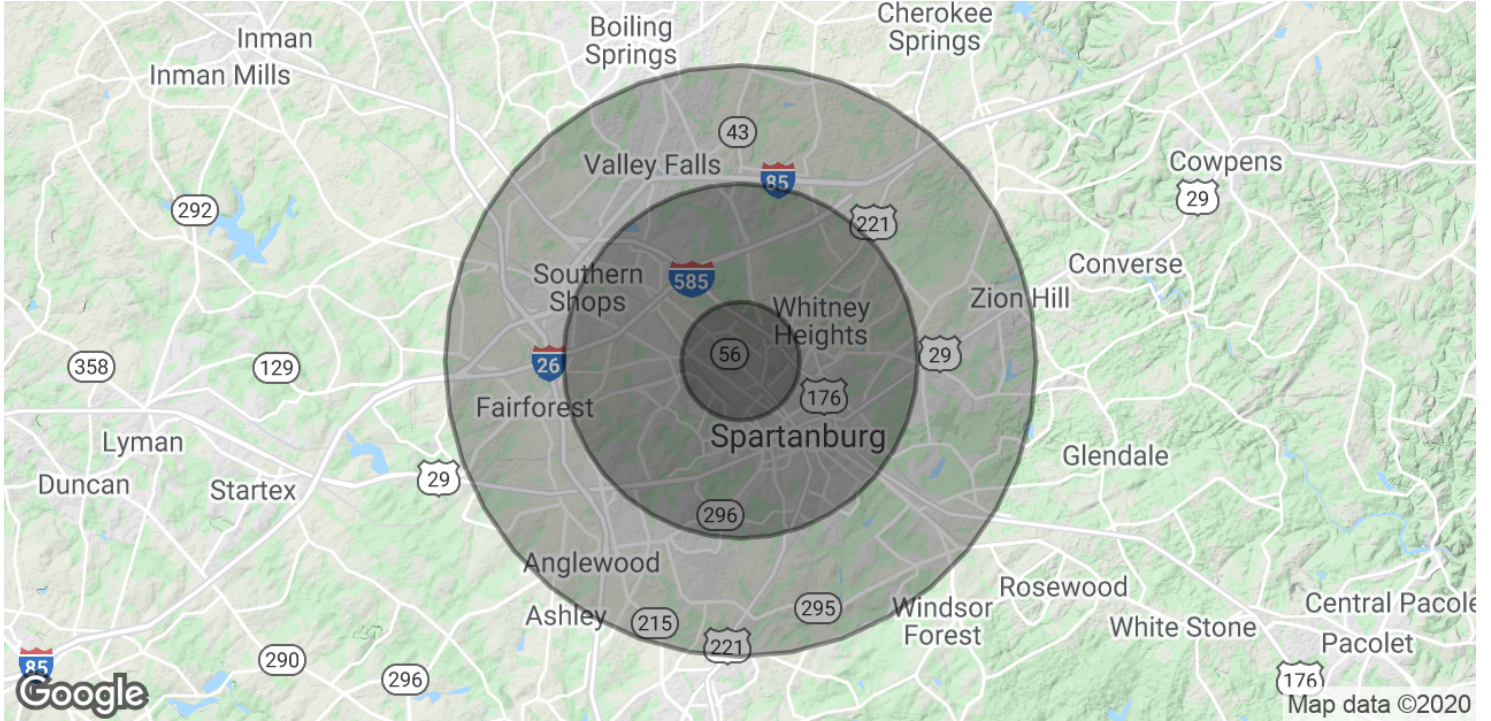 Inman
Inman Mills
Boiling
Springs
Cherokee
Springs
43
Valley Falls
85
Cowpens
29
292
221
Southern
Shops
585
Whitney
Heights
Converse
Zion Hill
56
29
26
358
129
176
Fairforest
Spartanburg
Lyman
Glendale
29
Duncan
Startex
296
Anglewood
Ashley
215
295
221
Windsor
Forest
Rosewood
White Stone
Central Pacole
Pacolet
85
290
296
176
Google
Map data ©2020